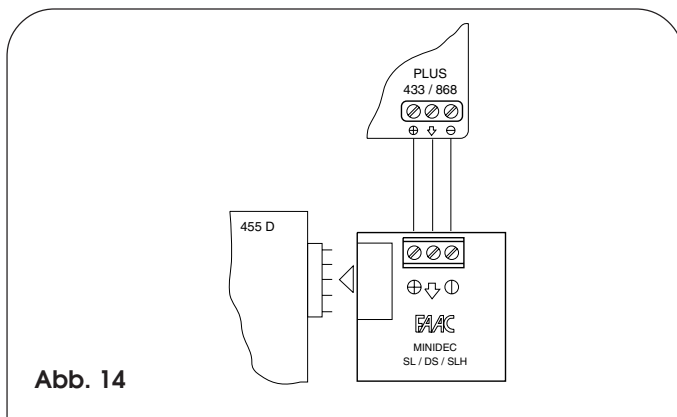 PLUS
433 / 868
455 D
FAAC
MINIDEC
SL / DS / SLH
Abb. 14